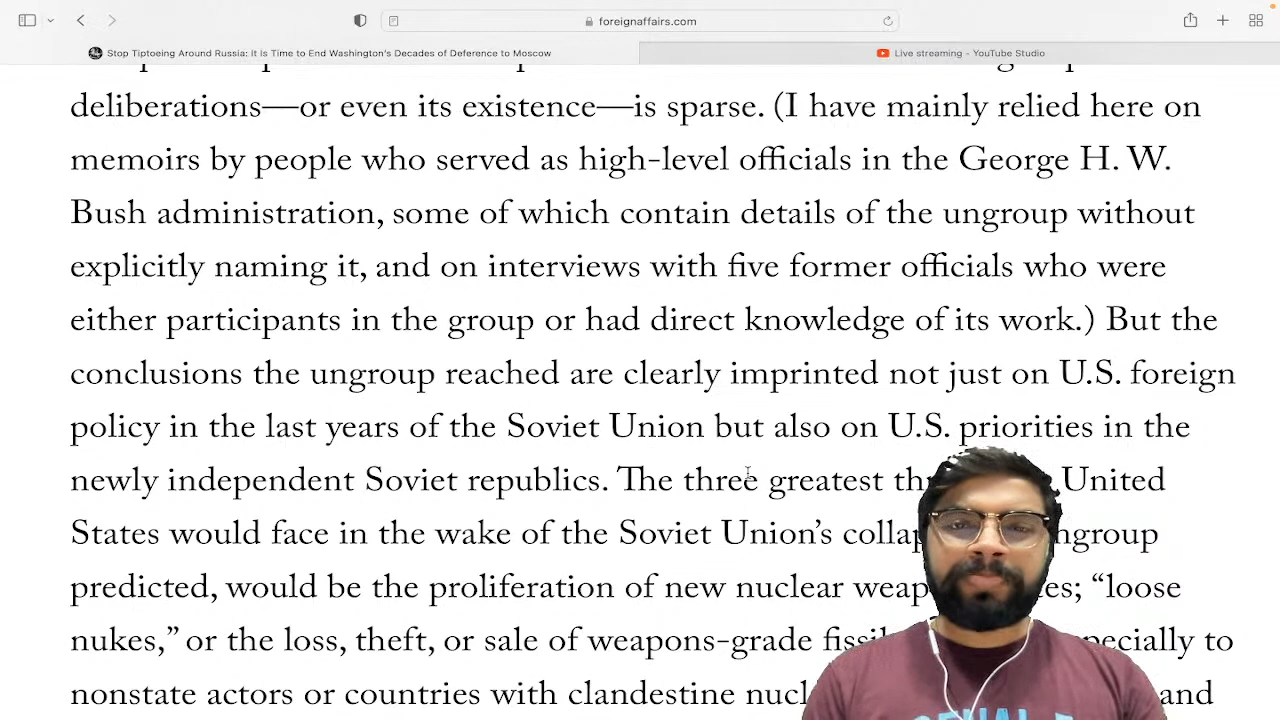 foreignaffairs.com
Stop Tiptoeing Around Russia: It is Time to End Washington's Decades of Deference to Moscow
Live streaming - YouTube Studio
deliberations—or even its existence—is sparse. (I have mainly relied here on
memoirs by people who served as high-level officials in the George H. W.
Bush administration, some of which contain details of the ungroup without
explicitly naming it, and on interviews with five former officials who were
either participants in the group or had direct knowledge of its work.) But the
conclusions the ungroup reached are clearly imprinted not just on U.S. foreign
policy in the last years of the Soviet Union but also on U.S. priorities in the
newly independent Soviet republics. The three greatest United
States would face in the wake of the Soviet Union's
predicted, would be the proliferation of new nuclear "loose
nukes," or the loss, theft, or sale of weapons-grade to
nonstate actors or countries with clandestine and